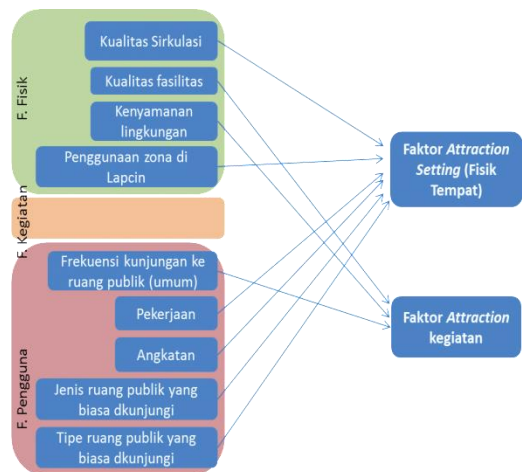 F. Fisik
Kualitas Sirkulasi
Kualitas fasilitas
Kenyamanan
lingkungan
Penggunaan zona di
Lapcin
F. Kegiatan
F. Pengguna
Frekuensi kunjungan ke
ruang publik (umum)
Pekerjaan
Angkatan
Jenis ruang publik yang
biasa dkunjungi
Tipe ruang publik yang
biasa dkunjungi
Faktor Attraction
Setting (Fisik
Tempat)
Faktor Attraction
kegiatan